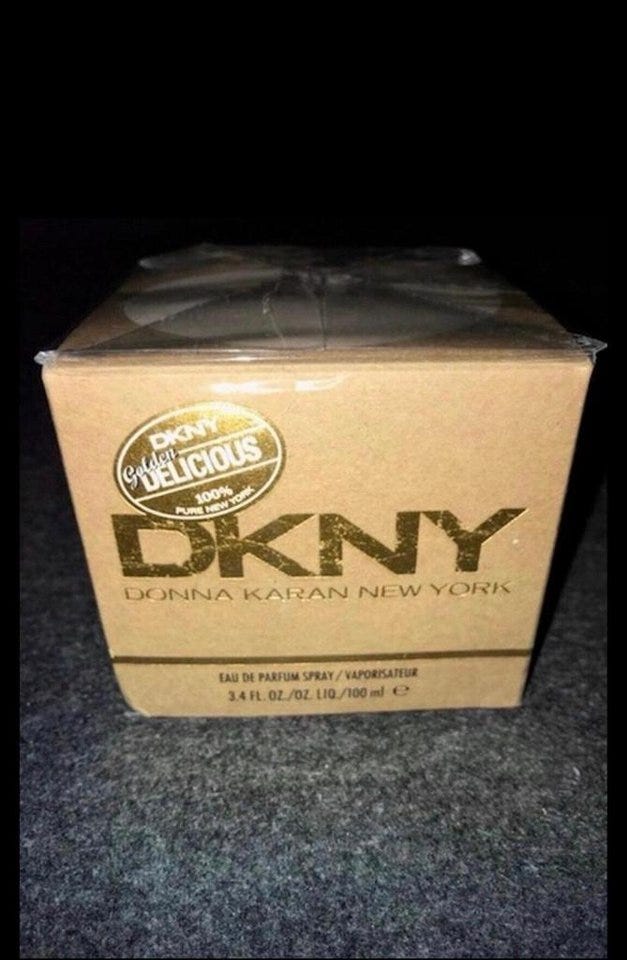 DKNY
Golden
DELICIOUS
100%
PURE NEW YORK
DKNY
DONNA KARAN NEW YORK
EAU DE PARFUM SPRAY / VAPORISATEUR
3.4 FL. OZ./OZ. LIQ./100 ml ℮